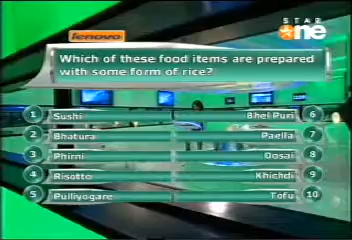 STAR
One
lenovo
Which of these food items are prepared
with some form of rice?
1 Sushi Bhel Puri 6
2 Bhatura Paella 7
3 Phirni Dosai 8
4 Risotto Khichdi 9
5 Pulliyogare Tofu 10